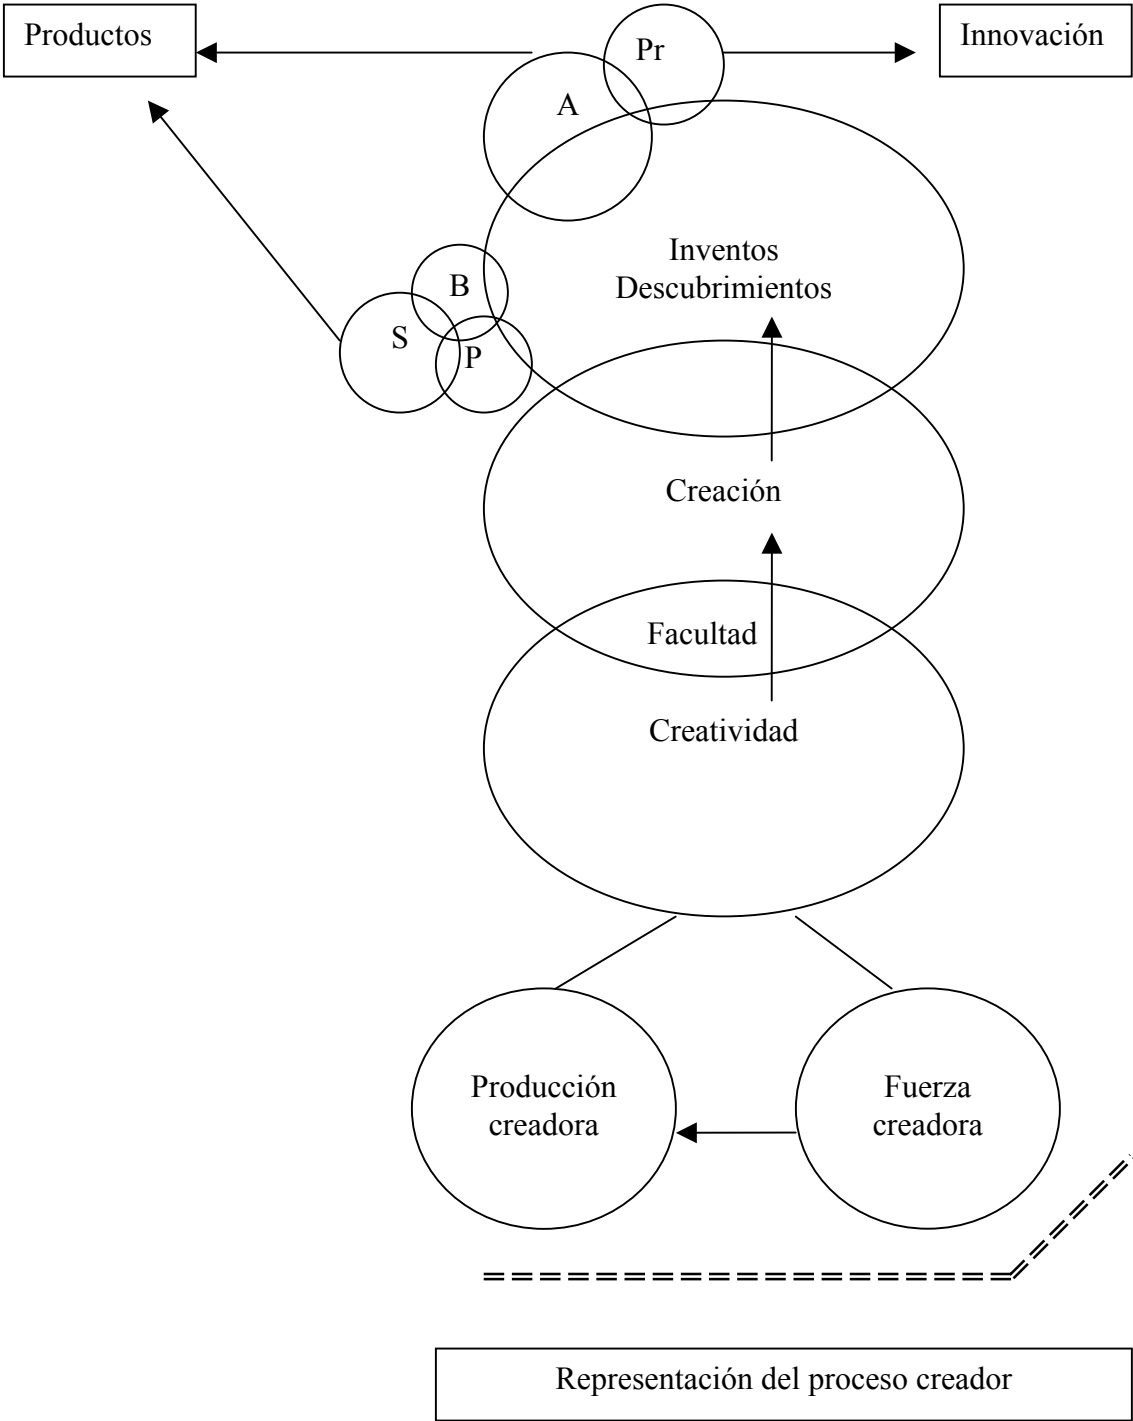 Productos
Pr
Innovación
A
Inventos
Descubrimientos
B
S
P
Creación
Facultad
Creatividad
Producción
creadora
Fuerza
creadora
Representación del proceso creador